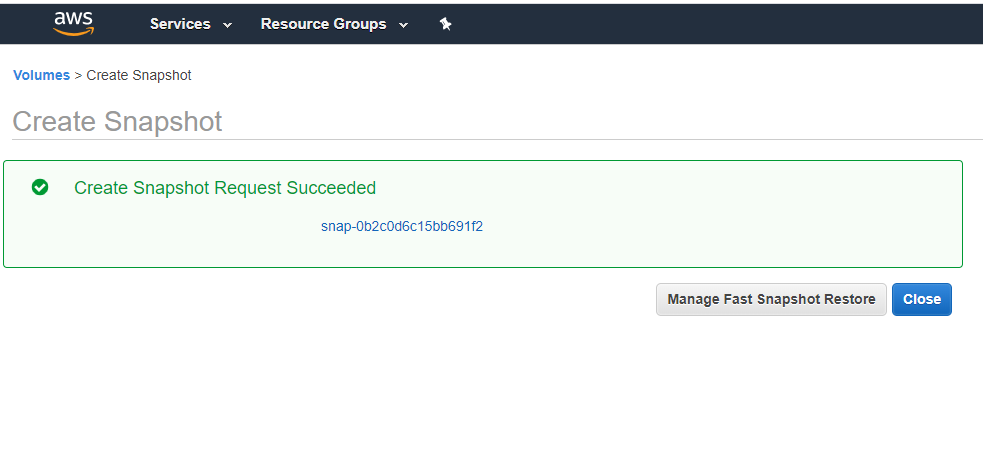 aws Services Resource Groups
Volumes > Create Snapshot
Create Snapshot
Create Snapshot Request Succeeded
snap-0b2c0d6c15bb691f2
Manage Fast Snapshot Restore Close